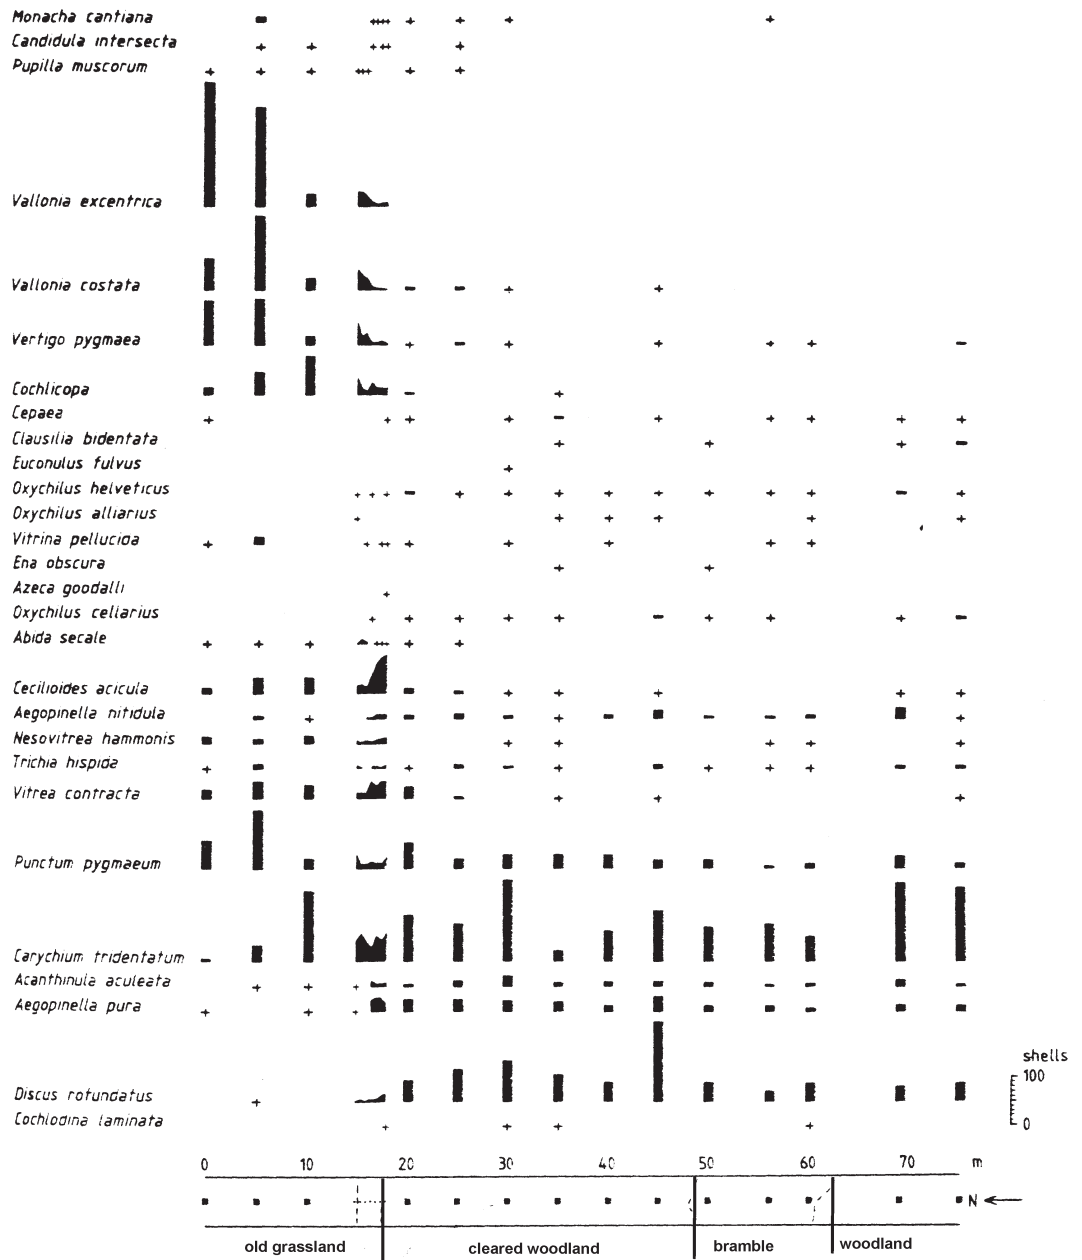 Monacha cantiana
Candidula intersecta
Pupilla muscorum
Vallonia excentrica
Vallonia costata
Vertigo pygmaea
Cochlicopa
Cepaea
Clausilia bidentata
Euconulus fulvus
Oxychilus helveticus
Oxychilus alliarius
Vitrina pellucida
Ena obscura
Azeca goodalli
Oxychilus cellarius
Abida secale
Cecilioides acicula
Aegopinella nitidula
Nesovitrea hammonis
Trichia hispida
Vitrea contracta
Punctum pygmaeum
Carychium tridentatum
Acanthinula aculeata
Aegopinella pura
Discus rotundatus
Cochlodina laminata
shells
100
0
0 10 20 30 40 50 60 70 m
N
old grassland cleared woodland bramble woodland